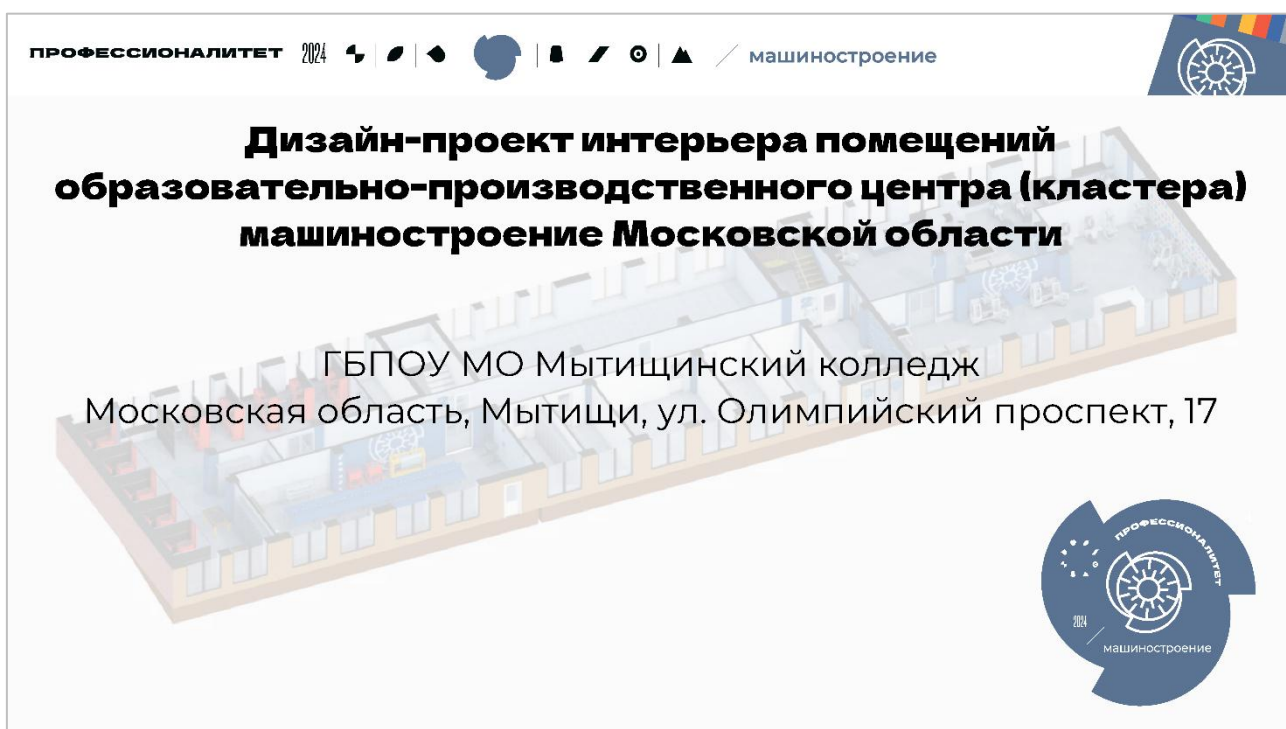 ПРОФЕССИОНАЛИТЕТ 2024 / машиностроение
Дизайн-проект интерьера помещений
образовательно-производственного центра (кластера)
машиностроение Московской области
ГБПОУ МО Мытищинский колледж
Московская область, Мытищи, ул. Олимпийский проспект, 17
ПРОФЕССИОНАЛИТЕТ
2024
машиностроение